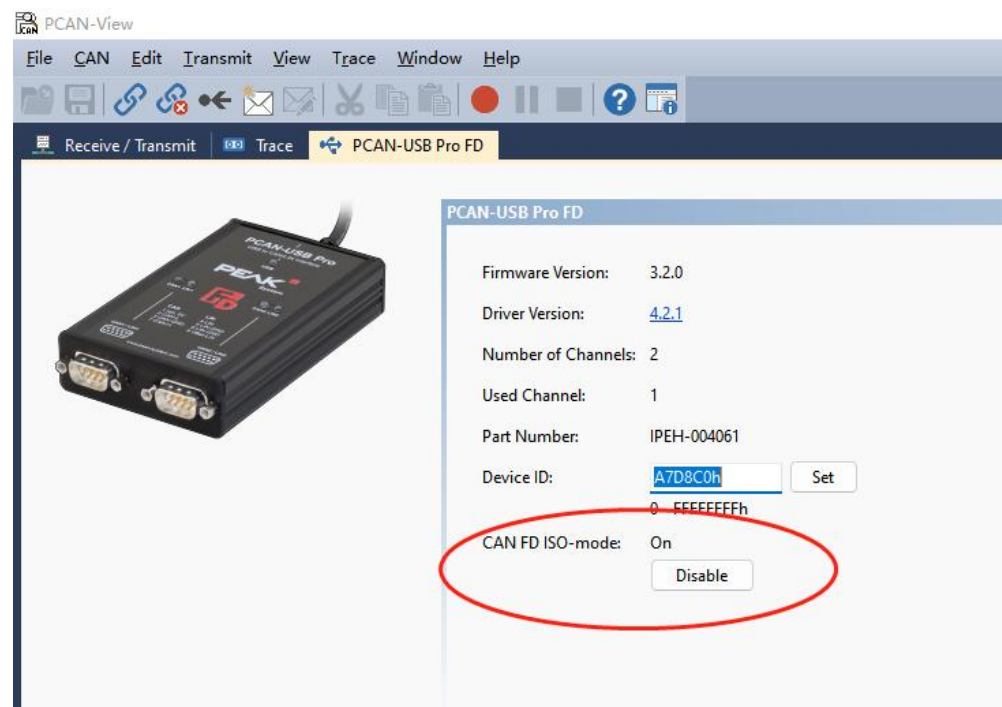 PCAN-View
File CAN Edit Transmit View Trace Window Help
Receive / Transmit Trace PCAN-USB Pro FD
PCAN-USB Pro FD
PCAN-USB Pro
PEAK
System
FD
Firmware Version: 3.2.0
Driver Version: 4.2.1
Number of Channels: 2
Used Channel: 1
Part Number: IPEH-004061
Device ID: A7D8C0h Set
0 - FFFFFFFFh
CAN FD ISO-mode: On
Disable